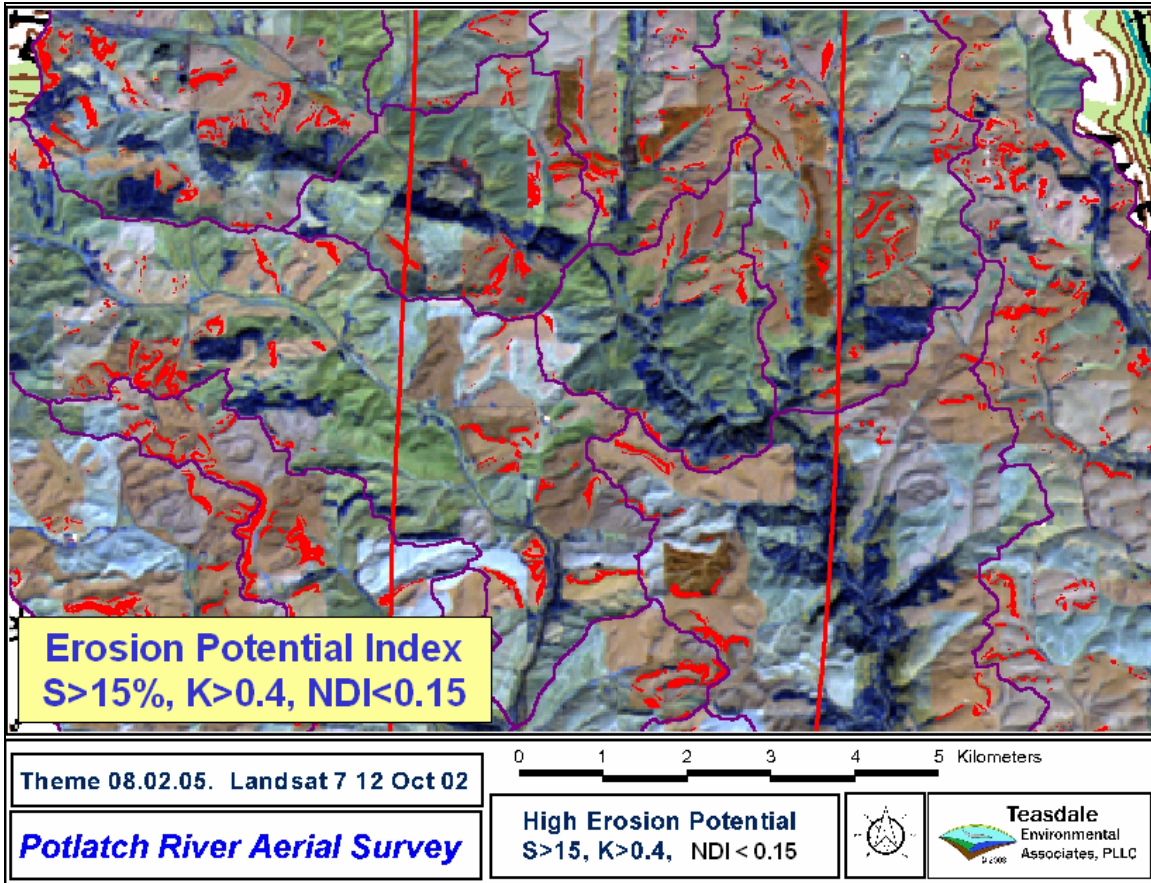 Erosion Potential Index
S>15%, K>0.4, NDI<0.15
Theme 08.02.05. Landsat 7 12 Oct 02
Potlatch River Aerial Survey
0 1 2 3 4 5 Kilometers
High Erosion Potential
S>15, K>0.4, NDI < 0.15
Teasdale
Environmental
Associates, PLLC